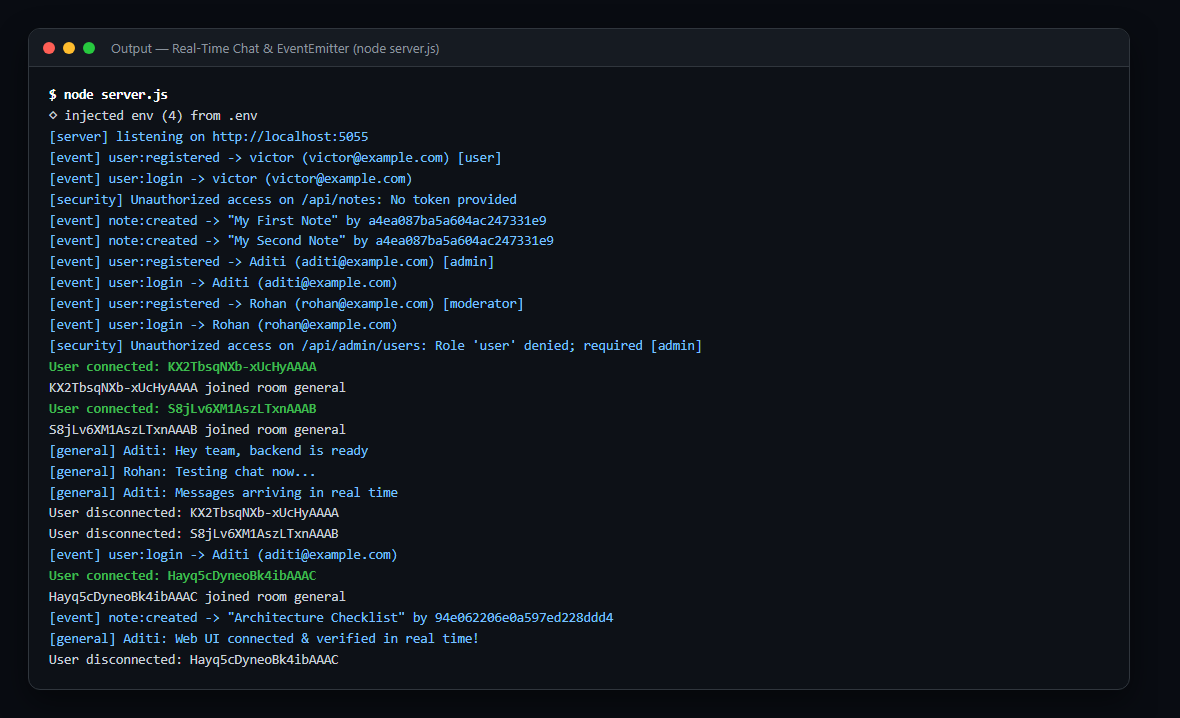 Output — Real-Time Chat & EventEmitter (node server.js)
$ node server.js
◇ injected env (4) from .env
[server] listening on http://localhost:5055
[event] user:registered -> victor (victor@example.com) [user]
[event] user:login -> victor (victor@example.com)
[security] Unauthorized access on /api/notes: No token provided
[event] note:created -> "My First Note" by a4ea087ba5a604ac247331e9
[event] note:created -> "My Second Note" by a4ea087ba5a604ac247331e9
[event] user:registered -> Aditi (aditi@example.com) [admin]
[event] user:login -> Aditi (aditi@example.com)
[event] user:registered -> Rohan (rohan@example.com) [moderator]
[event] user:login -> Rohan (rohan@example.com)
[security] Unauthorized access on /api/admin/users: Role 'user' denied; required [admin]
User connected: KX2TbsqNXb-xUcHyAAAA
KX2TbsqNXb-xUcHyAAAA joined room general
User connected: S8jLv6XM1AszLTxnAAAB
S8jLv6XM1AszLTxnAAAB joined room general
[general] Aditi: Hey team, backend is ready
[general] Rohan: Testing chat now...
[general] Aditi: Messages arriving in real time
User disconnected: KX2TbsqNXb-xUcHyAAAA
User disconnected: S8jLv6XM1AszLTxnAAAB
[event] user:login -> Aditi (aditi@example.com)
User connected: Hayq5cDyneoBk4ibAAAC
Hayq5cDyneoBk4ibAAAC joined room general
[event] note:created -> "Architecture Checklist" by 94e062206e0a597ed228ddd4
[general] Aditi: Web UI connected & verified in real time!
User disconnected: Hayq5cDyneoBk4ibAAAC